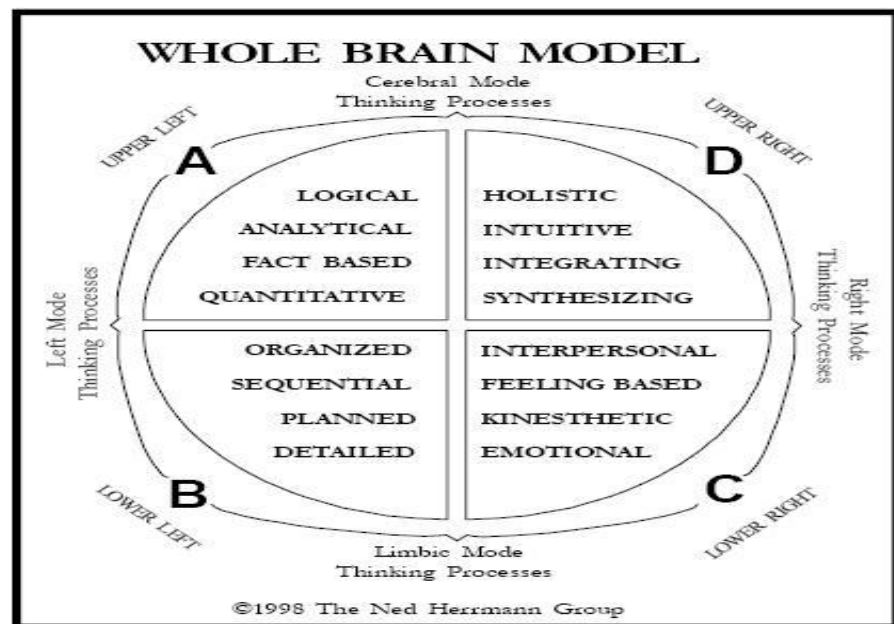 WHOLE BRAIN MODEL
Cerebral Mode
Thinking Processes
UPPER LEFT
UPPER RIGHT
A
D
LOGICAL
ANALYTICAL
FACT BASED
QUANTITATIVE
HOLISTIC
INTUITIVE
INTEGRATING
SYNTHESIZING
Left Mode
Thinking Processes
Right Mode
Thinking Processes
ORGANIZED
SEQUENTIAL
PLANNED
DETAILED
INTERPERSONAL
FEELING BASED
KINESTHETIC
EMOTIONAL
B
C
LOWER LEFT
LOWER RIGHT
Limbic Mode
Thinking Processes
©1998 The Ned Herrmann Group